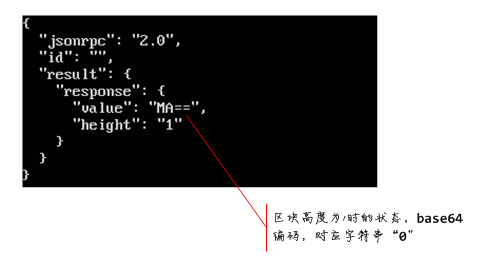 {
"jsonrpc": "2.0",
"id": "",
"result": {
"response": {
"value": "MA==",
"height": "1"
}
}
}
区块高度为1时的状态，base64
编码，对应字符串“0”